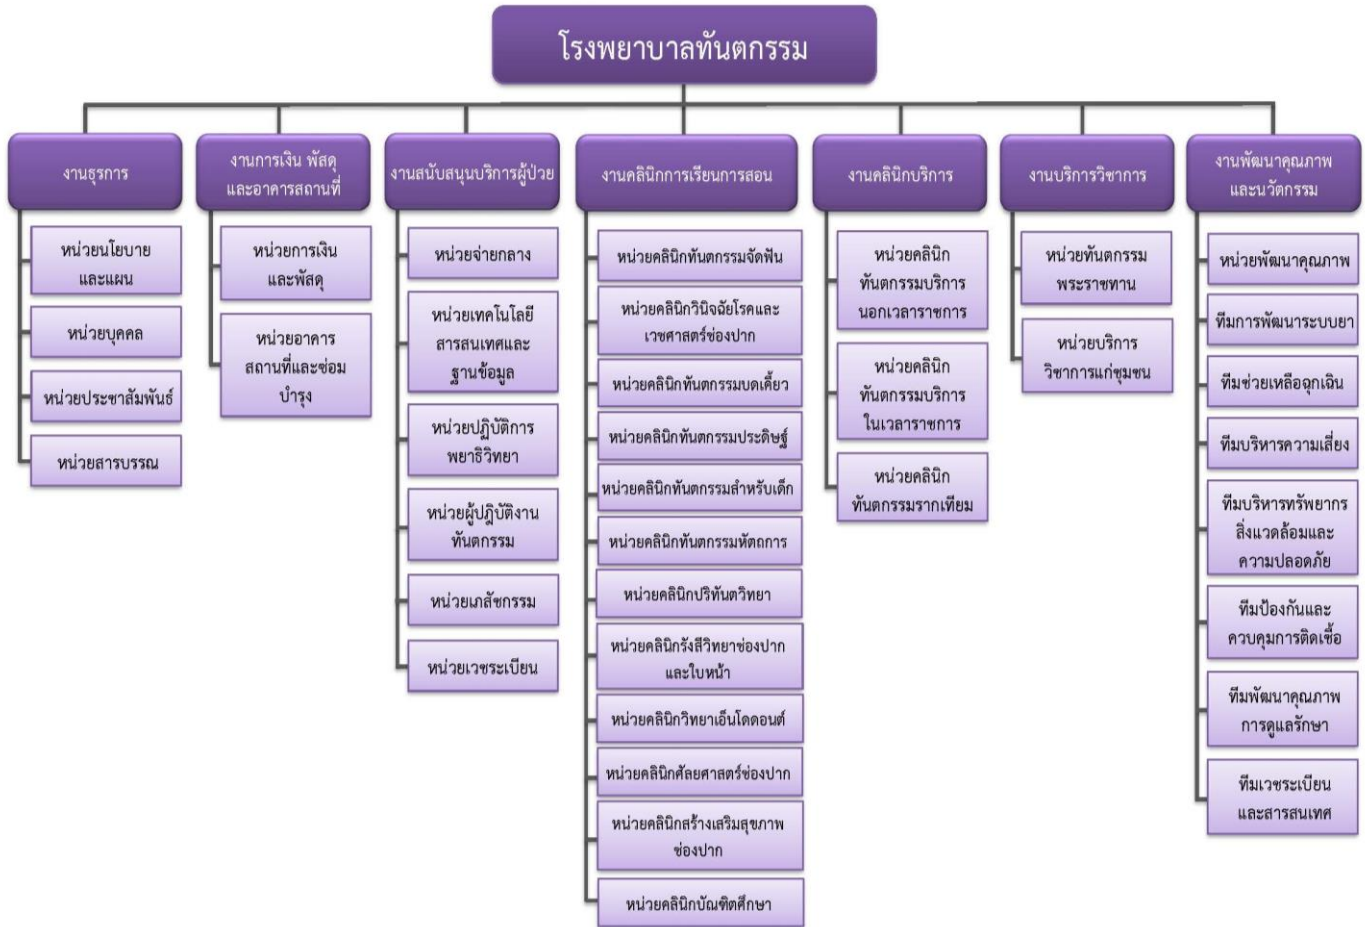 โรงพยาบาลทันตกรรม
งานธุรการ
หน่วยนโยบาย
และแผน
หน่วยบุคคล
หน่วยประชาสัมพันธ์
หน่วยสารบรรณ
งานการเงิน พัสดุ
และอาคารสถานที่
หน่วยการเงิน
และพัสดุ
หน่วยอาคาร
สถานที่และซ่อม
บำรุง
งานสนับสนุนบริการผู้ป่วย
หน่วยจ่ายกลาง
หน่วยเทคโนโลยี
สารสนเทศและ
ฐานข้อมูล
หน่วยปฏิบัติการ
พยาธิวิทยา
หน่วยผู้ปฏิบัติงาน
ทันตกรรม
หน่วยเภสัชกรรม
หน่วยเวชระเบียน
งานคลินิกการเรียนการสอน
หน่วยคลินิกทันตกรรมจัดฟัน
หน่วยคลินิกวินิจฉัยโรคและ
เวชศาสตร์ช่องปาก
หน่วยคลินิกทันตกรรมบดเคี้ยว
หน่วยคลินิกทันตกรรมประดิษฐ์
หน่วยคลินิกทันตกรรมสำหรับเด็ก
หน่วยคลินิกทันตกรรมหัตถการ
หน่วยคลินิกปริทันตวิทยา
หน่วยคลินิกรังสีวิทยาช่องปาก
และใบหน้า
หน่วยคลินิกวิทยาเอ็นโดดอนต์
หน่วยคลินิกศัลยศาสตร์ช่องปาก
หน่วยคลินิกสร้างเสริมสุขภาพ
ช่องปาก
หน่วยคลินิกบัณฑิตศึกษา
งานคลินิกบริการ
หน่วยคลินิก
ทันตกรรมบริการ
นอกเวลาราชการ
หน่วยคลินิก
ทันตกรรมบริการ
ในเวลาราชการ
หน่วยคลินิก
ทันตกรรมรากเทียม
งานบริการวิชาการ
หน่วยทันตกรรม
พระราชทาน
หน่วยบริการ
วิชาการแก่ชุมชน
งานพัฒนาคุณภาพ
และนวัตกรรม
หน่วยพัฒนาคุณภาพ
ทีมการพัฒนาระบบยา
ทีมช่วยเหลือฉุกเฉิน
ทีมบริหารความเสี่ยง
ทีมบริหารทรัพยากร
สิ่งแวดล้อมและ
ความปลอดภัย
ทีมป้องกันและ
ควบคุมการติดเชื้อ
ทีมพัฒนาคุณภาพ
การดูแลรักษา
ทีมเวชระเบียน
และสารสนเทศ